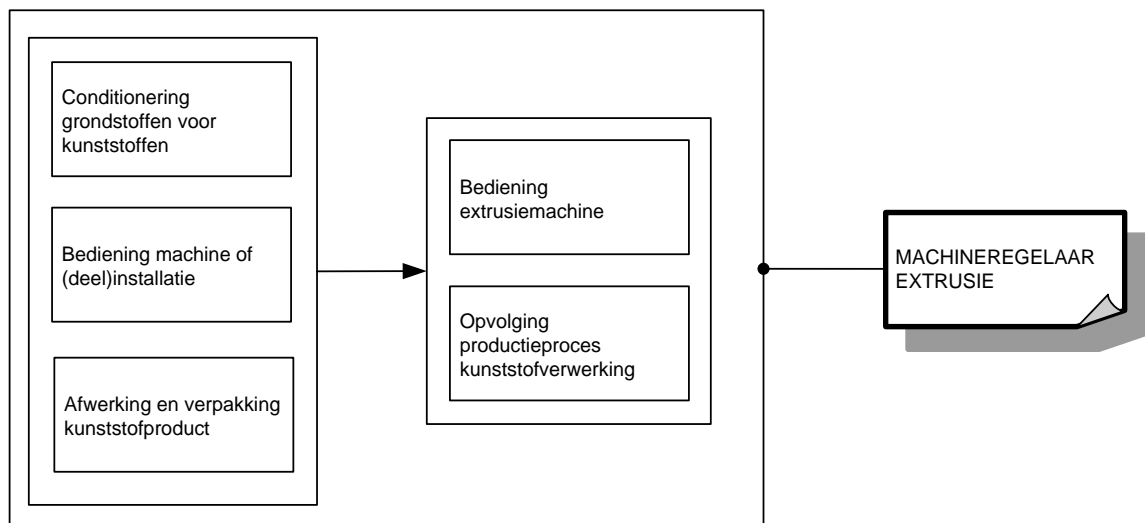 Conditionering
grondstoffen voor
kunststoffen
Bediening machine of
(deel)installatie
Afwerking en verpakking
kunststofproduct
Bediening
extrusiemachine
Opvolging
productieproces
kunststofverwerking
MACHINEREGELAAR
EXTRUSIE